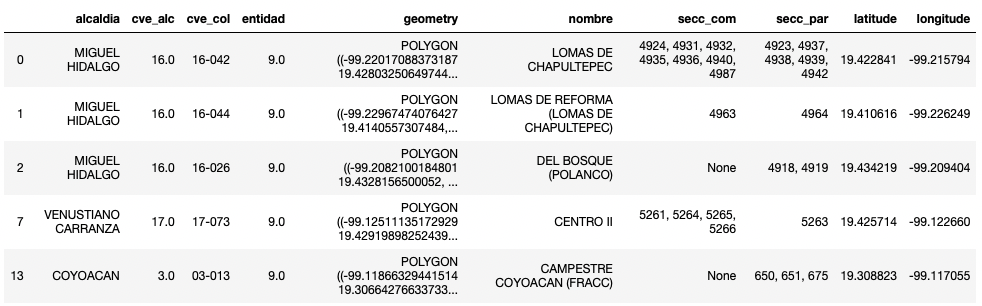 alcaldia cve_alc cve_col entidad geometry nombre secc_com secc_par latitude longitude
0 MIGUEL HIDALGO 16.0 16-042 9.0 POLYGON ((-99.22017088373187 19.42803250649744... LOMAS DE CHAPULTEPEC 4924, 4931, 4932, 4935, 4936, 4940, 4987 4923, 4937, 4938, 4939, 4942 19.422841 -99.215794
1 MIGUEL HIDALGO 16.0 16-044 9.0 POLYGON ((-99.22967474076427 19.4140557307484,... LOMAS DE REFORMA (LOMAS DE CHAPULTEPEC) 4963 4964 19.410616 -99.226249
2 MIGUEL HIDALGO 16.0 16-026 9.0 POLYGON ((-99.2082100184801 19.4328156500052, ... DEL BOSQUE (POLANCO) None 4918, 4919 19.434219 -99.209404
7 VENUSTIANO CARRANZA 17.0 17-073 9.0 POLYGON ((-99.12511135172929 19.42919898252439... CENTRO II 5261, 5264, 5265, 5266 5263 19.425714 -99.122660
13 COYOACAN 3.0 03-013 9.0 POLYGON ((-99.11866329441514 19.30664276633733... CAMPESTRE COYOACAN (FRACC) None 650, 651, 675 19.308823 -99.117055